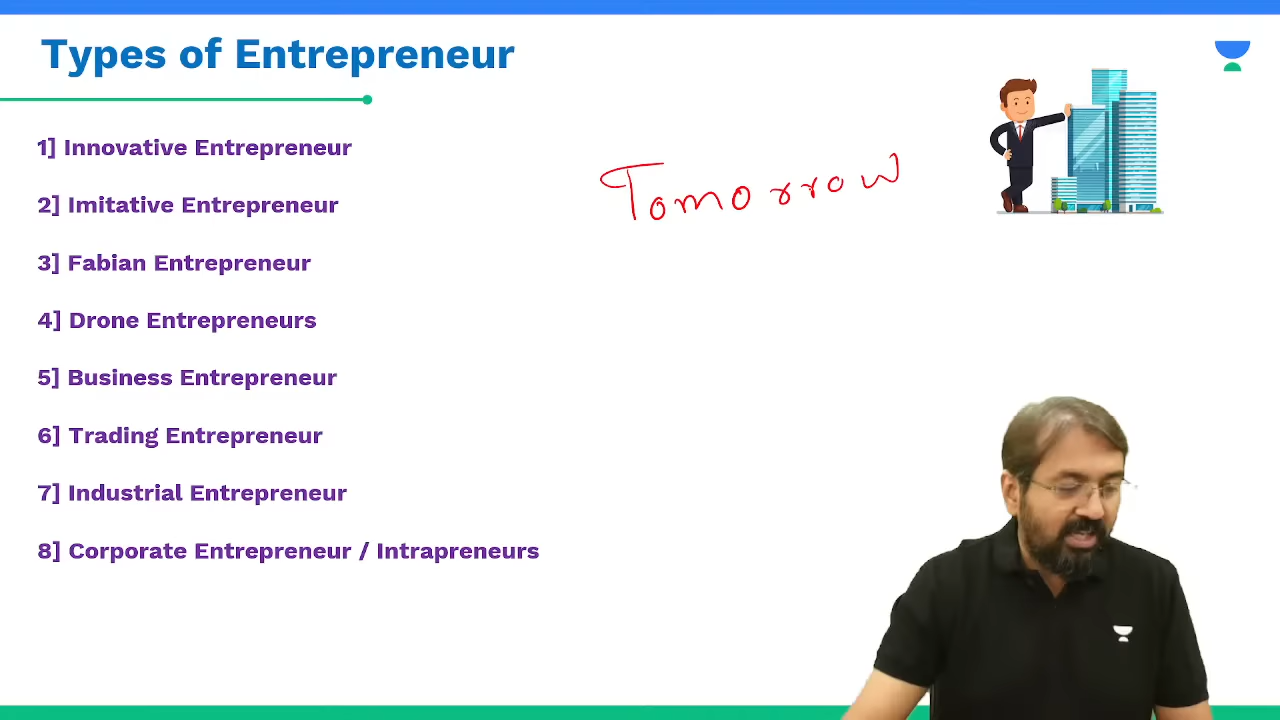 Types of Entrepreneur
1] Innovative Entrepreneur
Tomorrow
2] Imitative Entrepreneur
3] Fabian Entrepreneur
4] Drone Entrepreneurs
5] Business Entrepreneur
6] Trading Entrepreneur
7] Industrial Entrepreneur
8] Corporate Entrepreneur / Intrapreneurs